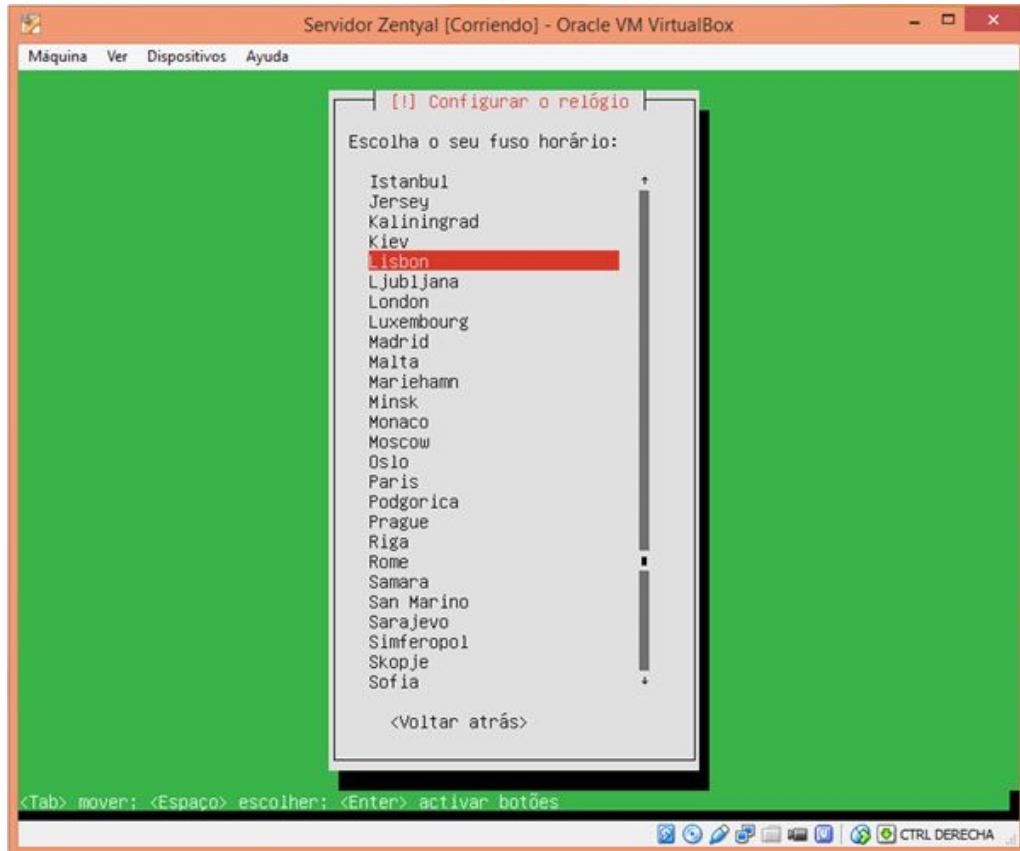 Servidor Zentyal [Corriendo] - Oracle VM VirtualBox
Máquina Ver Dispositivos Ayuda
[!] Configurar o relógio
Escolha o seu fuso horário:
Istanbul
Jersey
Kaliningrad
Kiev
Lisbon
Ljubljana
London
Luxembourg
Madrid
Malta
Mariehamn
Minsk
Monaco
Moscow
Oslo
Paris
Podgorica
Prague
Riga
Rome
Samara
San Marino
Sarajevo
Simferopol
Skopje
Sofia
<Voltar atrás>
<Tab> mover; <Espaço> escolher; <Enter> activar botões
CTRL DERECHA